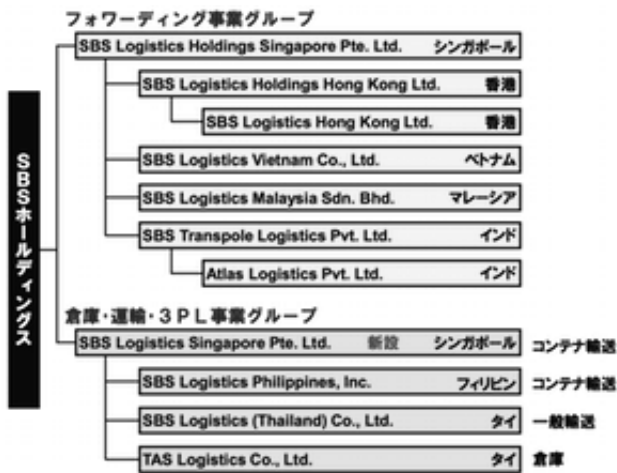 フォワーディング事業グループ
SBS Logistics Holdings Singapore Pte. Ltd. シンガポール
SBS Logistics Holdings Hong Kong Ltd. 香港
SBS Logistics Hong Kong Ltd. 香港
SBS Logistics Vietnam Co., Ltd. ベトナム
SBS Logistics Malaysia Sdn. Bhd. マレーシア
SBS Transpole Logistics Pvt. Ltd. インド
Atlas Logistics Pvt. Ltd. インド
SBSホールディングス
倉庫・運輸・3PL事業グループ
SBS Logistics Singapore Pte. Ltd. 新設 シンガポール コンテナ輸送
SBS Logistics Philippines, Inc. フィリピン コンテナ輸送
SBS Logistics (Thailand) Co., Ltd. タイ 一般輸送
TAS Logistics Co., Ltd. タイ 倉庫